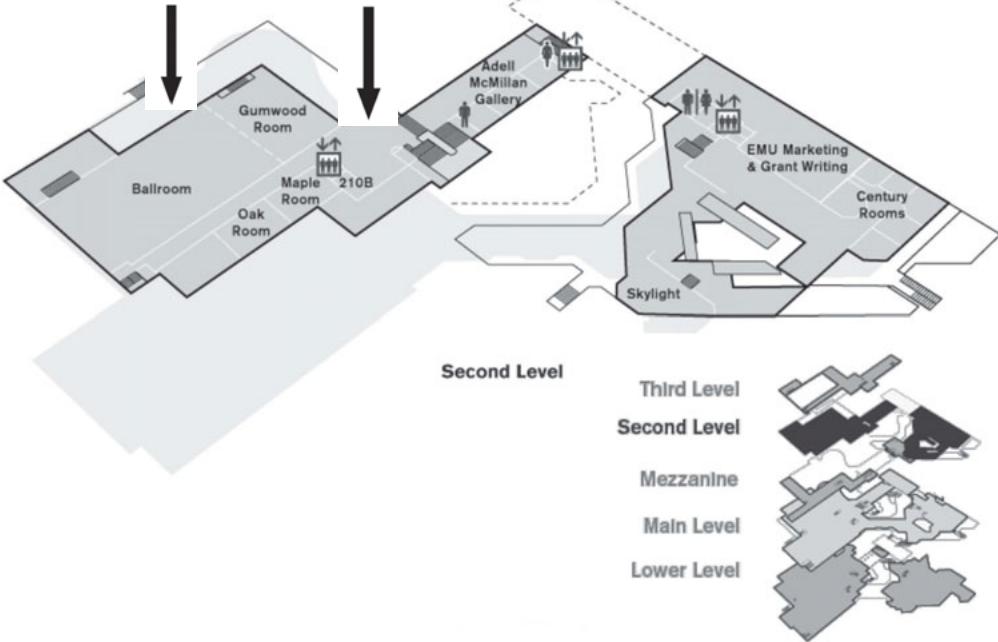 Adell
McMillan
Gallery
Gumwood
Room
EMU Marketing
& Grant Writing
Ballroom
Maple
Room
210B
Century
Rooms
Oak
Room
Skylight
Second Level
Third Level
Second Level
Mezzanine
Main Level
Lower Level